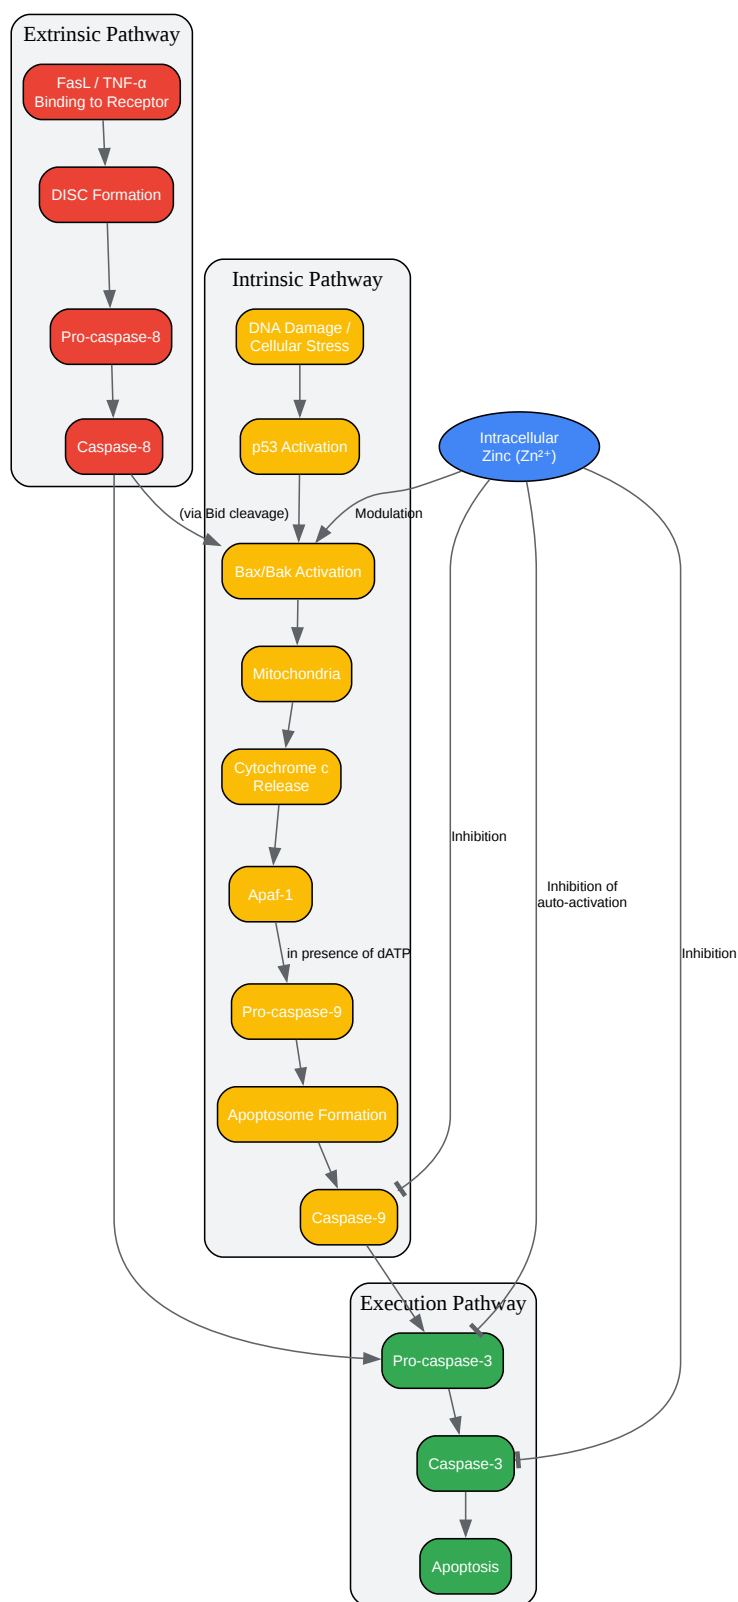 Extrinsic Pathway
FasL / TNF-α
Binding to Receptor
DISC Formation
Pro-caspase-8
Caspase-8
Intrinsic Pathway
DNA Damage /
Cellular Stress
p53 Activation
Intracellular
Zinc (Zn²⁺)
(via Bid cleavage)
Modulation
Bax/Bak Activation
Mitochondria
Cytochrome c
Release
Inhibition
Apaf-1
Inhibition of
auto-activation
in presence of dATP
Inhibition
Pro-caspase-9
Apoptosome Formation
Caspase-9
Execution Pathway
Pro-caspase-3
Caspase-3
Apoptosis